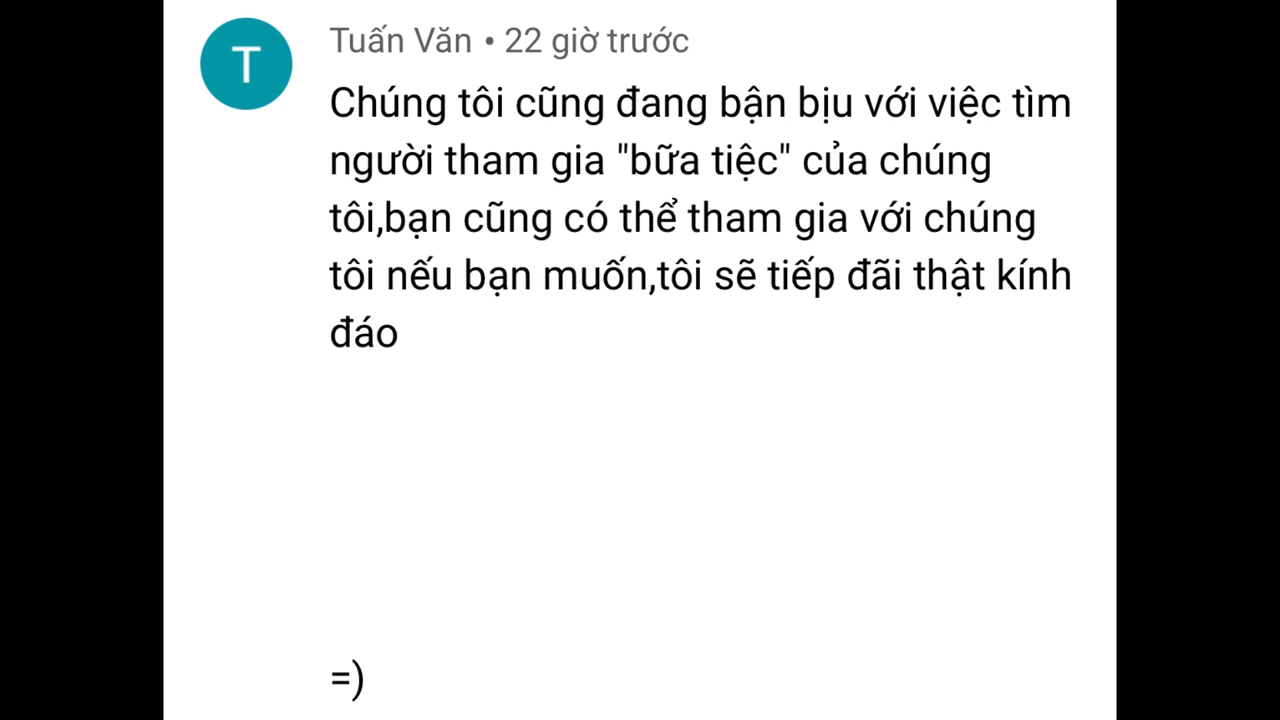 T
Tuấn Văn • 22 giờ trước
Chúng tôi cũng đang bận bịu với việc tìm
người tham gia "bữa tiệc" của chúng
tôi,bạn cũng có thể tham gia với chúng
tôi nếu bạn muốn,tôi sẽ tiếp đãi thật kính
đáo
=)